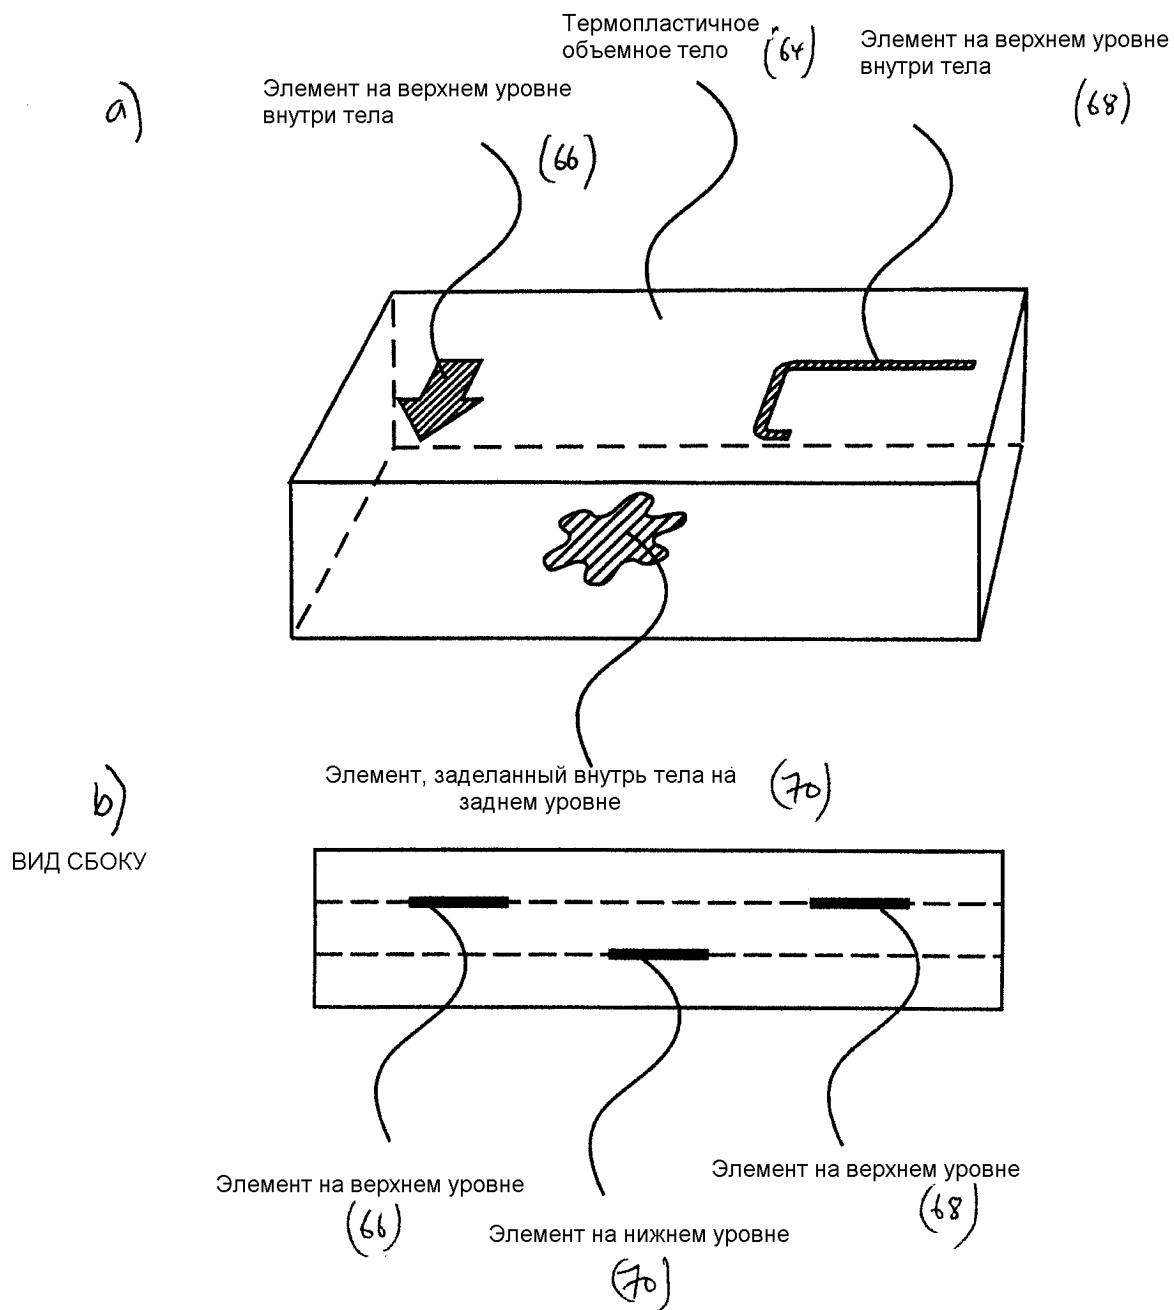 a)
Элемент на верхнем уровне
внутри тела
(66)
Термопластичное
объемное тело
(64)
Элемент на верхнем уровне
внутри тела
(68)
Элемент, заделанный внутрь тела на
заднем уровне
(70)
b)
ВИД СБОКУ
Элемент на верхнем уровне
(66)
Элемент на нижнем уровне
(70)
Элемент на верхнем уровне
(68)